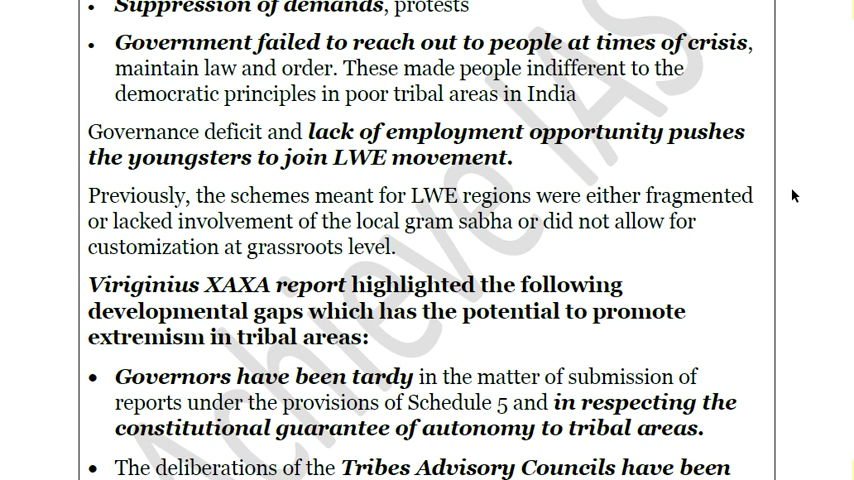 • Suppression of demands, protests
• Government failed to reach out to people at times of crisis,
maintain law and order. These made people indifferent to the
democratic principles in poor tribal areas in India
Governance deficit and lack of employment opportunity pushes
the youngsters to join LWE movement.
Previously, the schemes meant for LWE regions were either fragmented
or lacked involvement of the local gram sabha or did not allow for
customization at grassroots level.
Viriginius XAXA report highlighted the following
developmental gaps which has the potential to promote
extremism in tribal areas:
• Governors have been tardy in the matter of submission of
reports under the provisions of Schedule 5 and in respecting the
constitutional guarantee of autonomy to tribal areas.
• The deliberations of the Tribes Advisory Councils have been
Achieve IAS